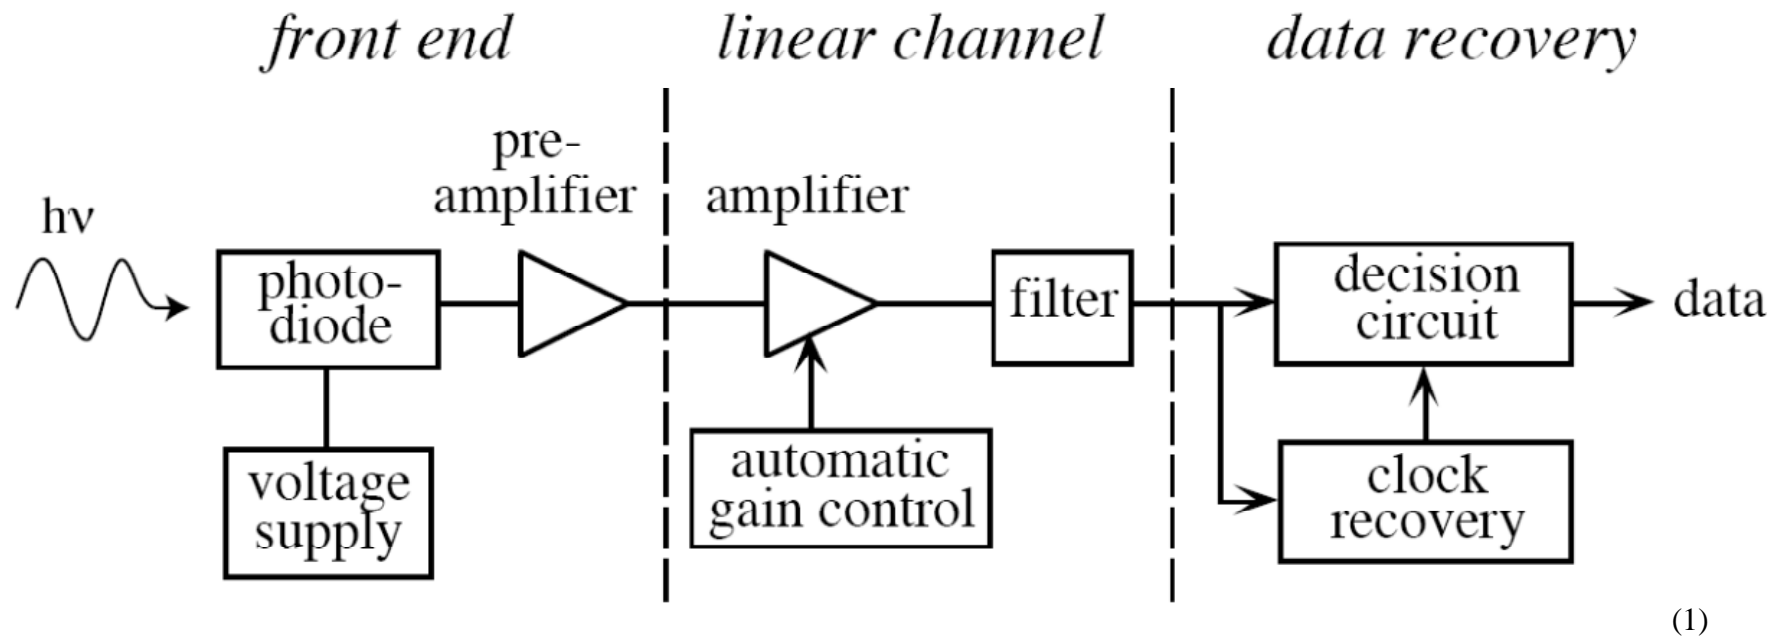 front end
linear channel
data recovery
pre-
amplifier
amplifier
hν
photo-
diode
filter
decision
circuit
data
voltage
supply
automatic
gain control
clock
recovery
(1)